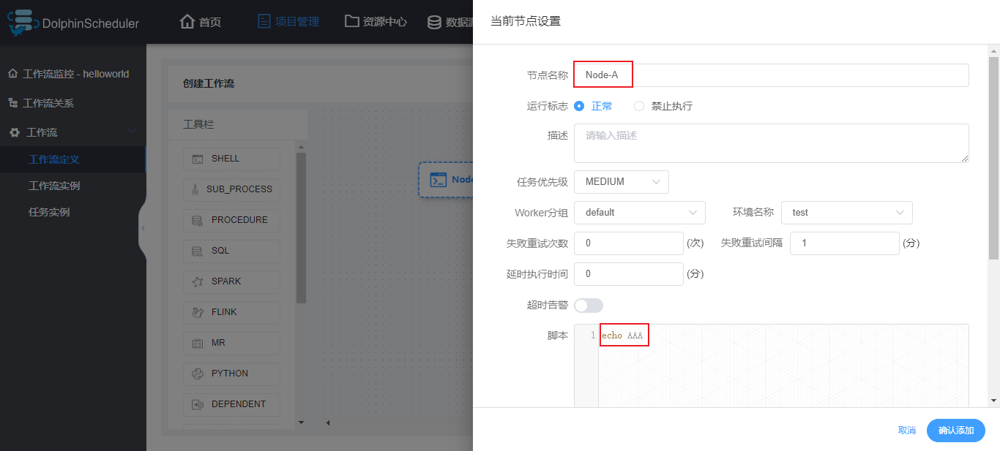 DolphinScheduler
首页
项目管理
资源中心
数据源
工作流监控 - helloworld
工作流关系
工作流
工作流定义
工作流实例
任务实例
创建工作流
工具栏
SHELL
SUB_PROCESS
PROCEDURE
SQL
SPARK
FLINK
MR
PYTHON
DEPENDENT
Node
当前节点设置
节点名称 Node-A
运行标志 正常 禁止执行
描述 请输入描述
任务优先级 MEDIUM
Worker分组 default 环境名称 test
失败重试次数 0 (次) 失败重试间隔 1 (分)
延时执行时间 0 (分)
超时告警
脚本 1 echo AAA
取消 确认添加